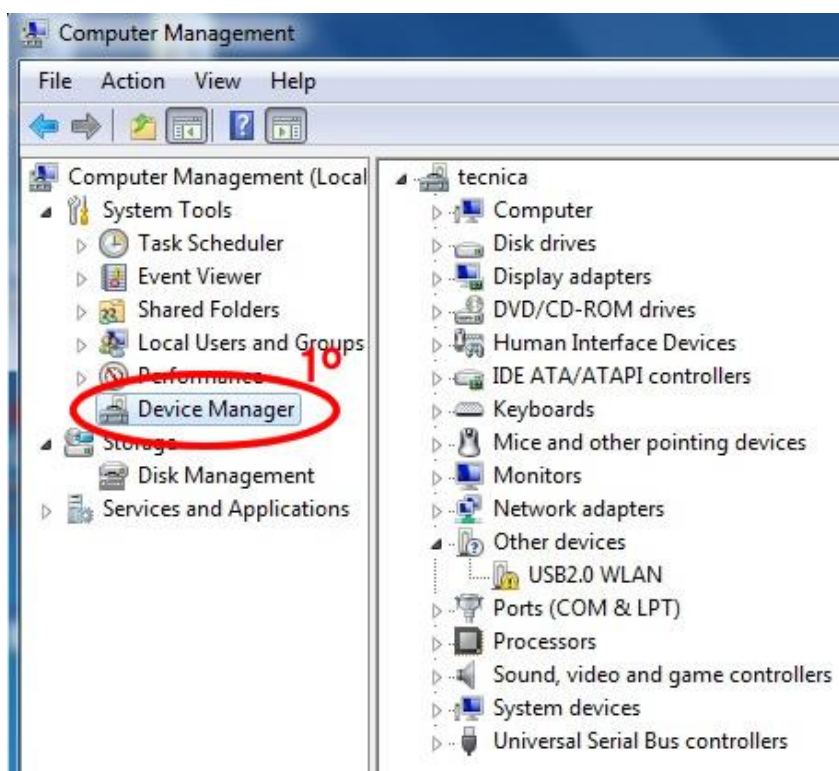 Computer Management
File Action View Help
Computer Management (Local
System Tools
Task Scheduler
Event Viewer
Shared Folders
Local Users and Groups
1º
Performance
Device Manager
Storage
Disk Management
Services and Applications
tecnica
Computer
Disk drives
Display adapters
DVD/CD-ROM drives
Human Interface Devices
IDE ATA/ATAPI controllers
Keyboards
Mice and other pointing devices
Monitors
Network adapters
Other devices
USB2.0 WLAN
Ports (COM & LPT)
Processors
Sound, video and game controllers
System devices
Universal Serial Bus controllers